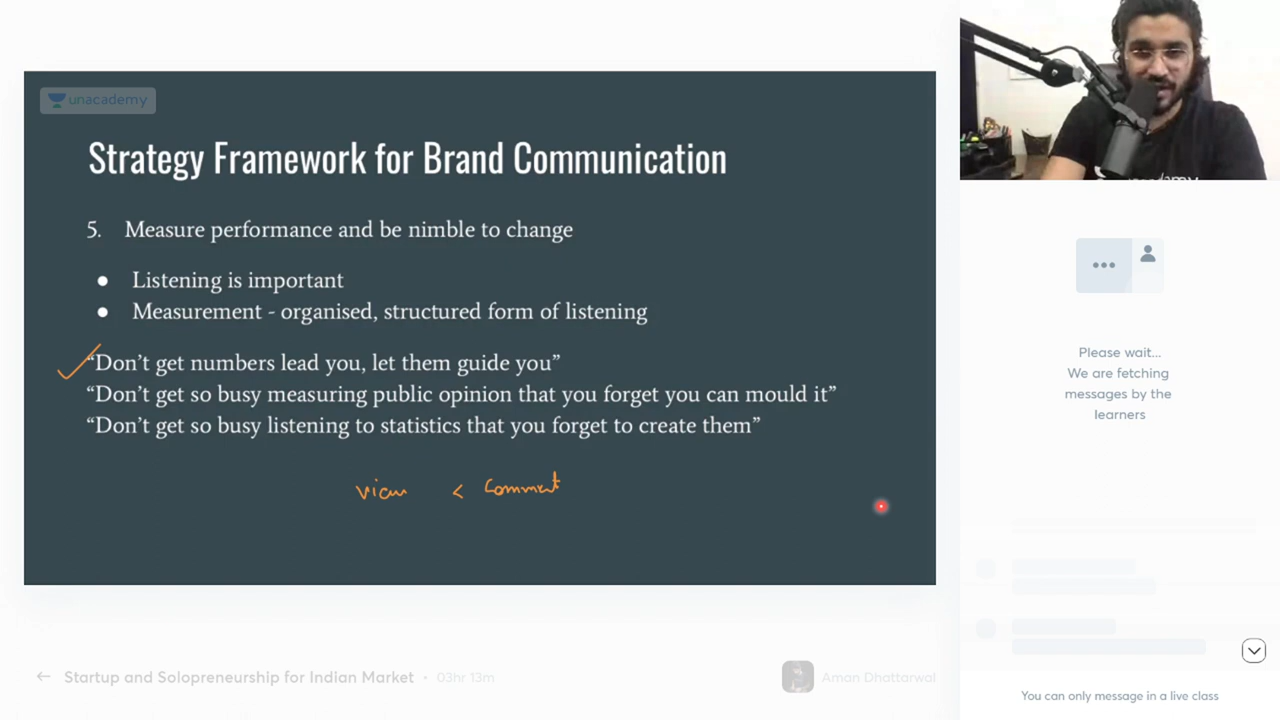 unacademy
Strategy Framework for Brand Communication
5. Measure performance and be nimble to change
● Listening is important
● Measurement - organised, structured form of listening
“Don’t get numbers lead you, let them guide you”
“Don’t get so busy measuring public opinion that you forget you can mould it”
“Don’t get so busy listening to statistics that you forget to create them”
view < Comment
Please wait...
We are fetching
messages by the
learners
← Startup and Solopreneurship for Indian Market • 03hr 13m
Aman Dhattarwal
You can only message in a live class